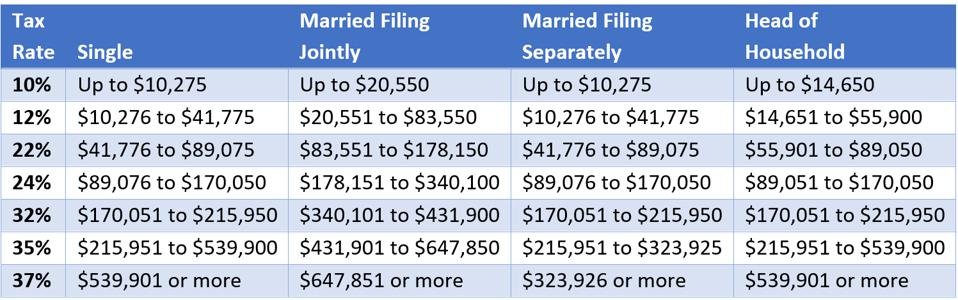 Tax Rate Single Married Filing Jointly Married Filing Separately Head of Household
10% Up to $10,275 Up to $20,550 Up to $10,275 Up to $14,650
12% $10,276 to $41,775 $20,551 to $83,550 $10,276 to $41,775 $14,651 to $55,900
22% $41,776 to $89,075 $83,551 to $178,150 $41,776 to $89,075 $55,901 to $89,050
24% $89,076 to $170,050 $178,151 to $340,100 $89,076 to $170,050 $89,051 to $170,050
32% $170,051 to $215,950 $340,101 to $431,900 $170,051 to $215,950 $170,051 to $215,950
35% $215,951 to $539,900 $431,901 to $647,850 $215,951 to $323,925 $215,951 to $539,900
37% $539,901 or more $647,851 or more $323,926 or more $539,901 or more